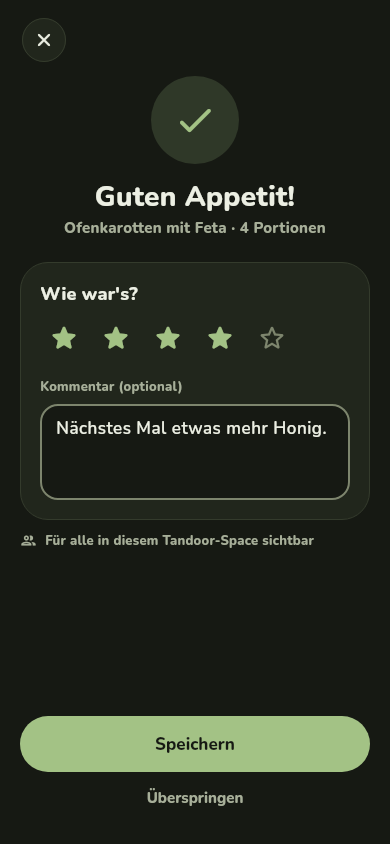 Guten Appetit!
Ofenkarotten mit Feta · 4 Portionen
Wie war's?
Kommentar (optional)
Nächstes Mal etwas mehr Honig.
Für alle in diesem Tandoor-Space sichtbar
Speichern
Überspringen